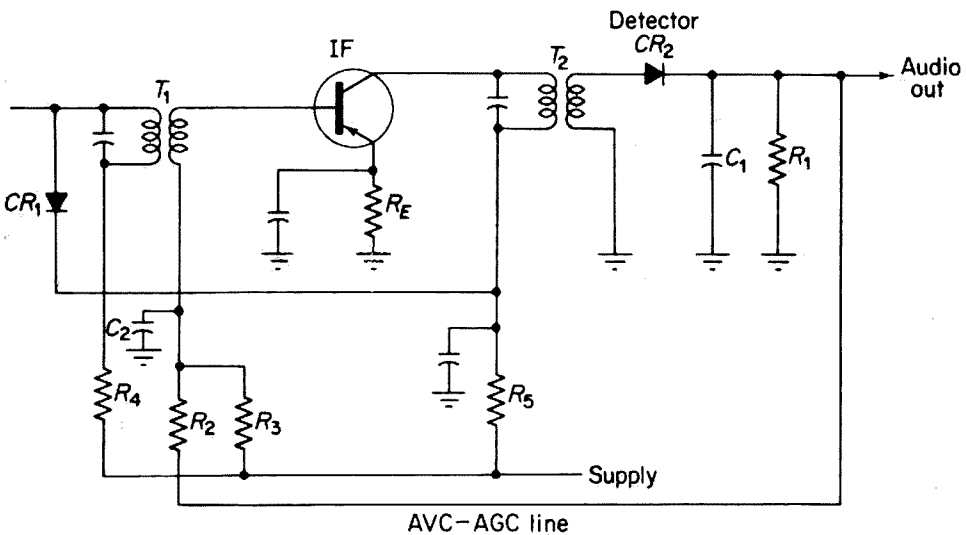 Detector
CR2
IF
T2
T1
Audio
out
C1
R1
CR1
RE
C2
R4
R2
R3
R5
Supply
AVC–AGC line